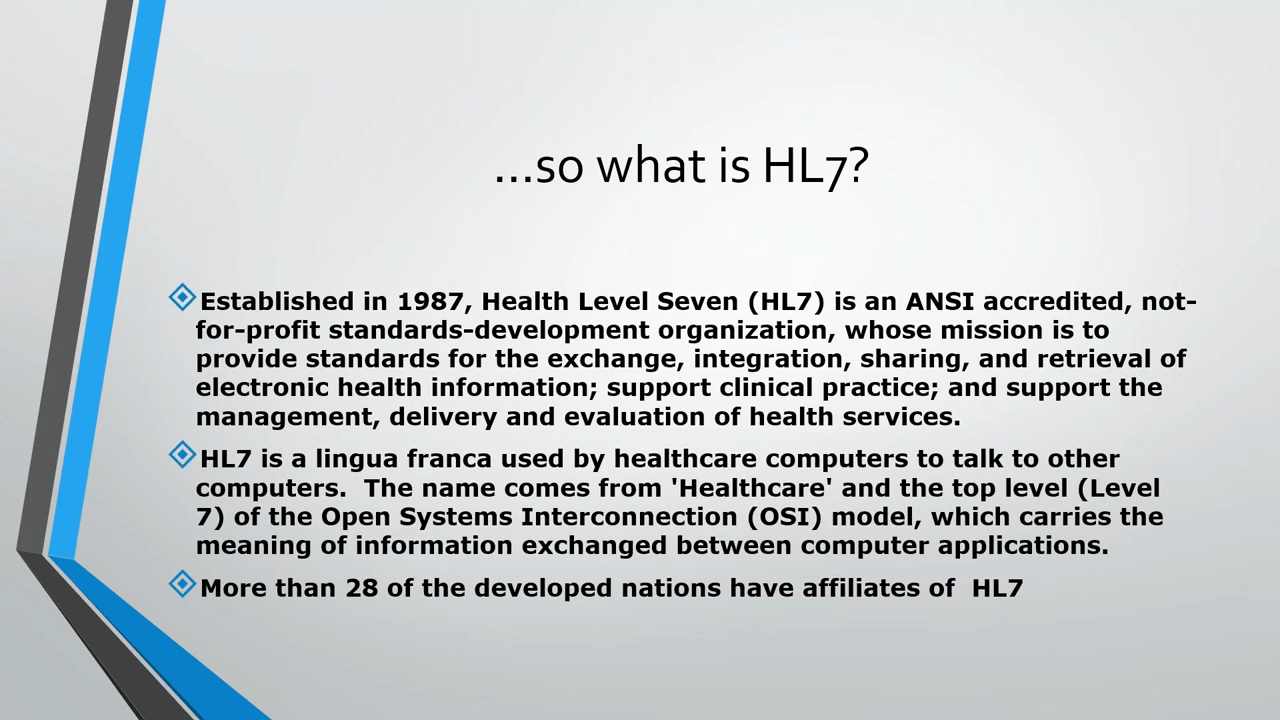 ...so what is HL7?
Established in 1987, Health Level Seven (HL7) is an ANSI accredited, not-
for-profit standards-development organization, whose mission is to
provide standards for the exchange, integration, sharing, and retrieval of
electronic health information; support clinical practice; and support the
management, delivery and evaluation of health services.
HL7 is a lingua franca used by healthcare computers to talk to other
computers.  The name comes from 'Healthcare' and the top level (Level
7) of the Open Systems Interconnection (OSI) model, which carries the
meaning of information exchanged between computer applications.
More than 28 of the developed nations have affiliates of  HL7